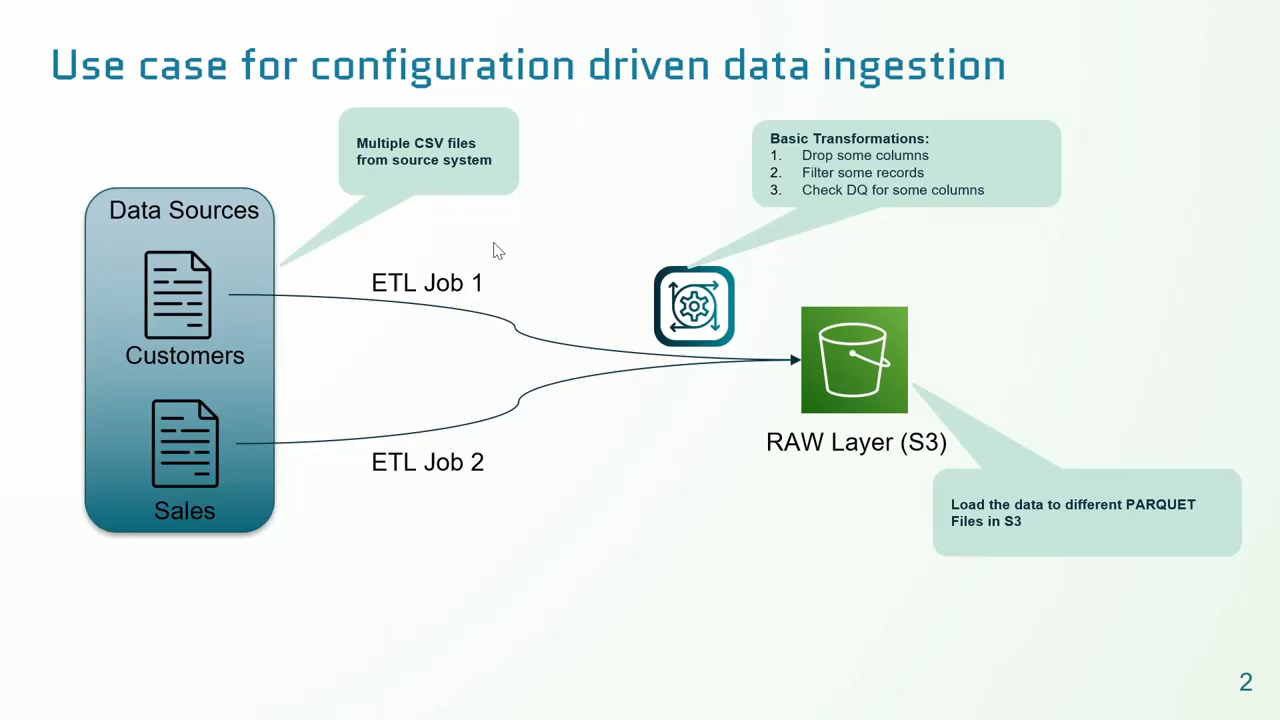 Use case for configuration driven data ingestion
Multiple CSV files
from source system
Basic Transformations:
1. Drop some columns
2. Filter some records
3. Check DQ for some columns
Data Sources
ETL Job 1
Customers
RAW Layer (S3)
ETL Job 2
Sales
Load the data to different PARQUET
Files in S3
2